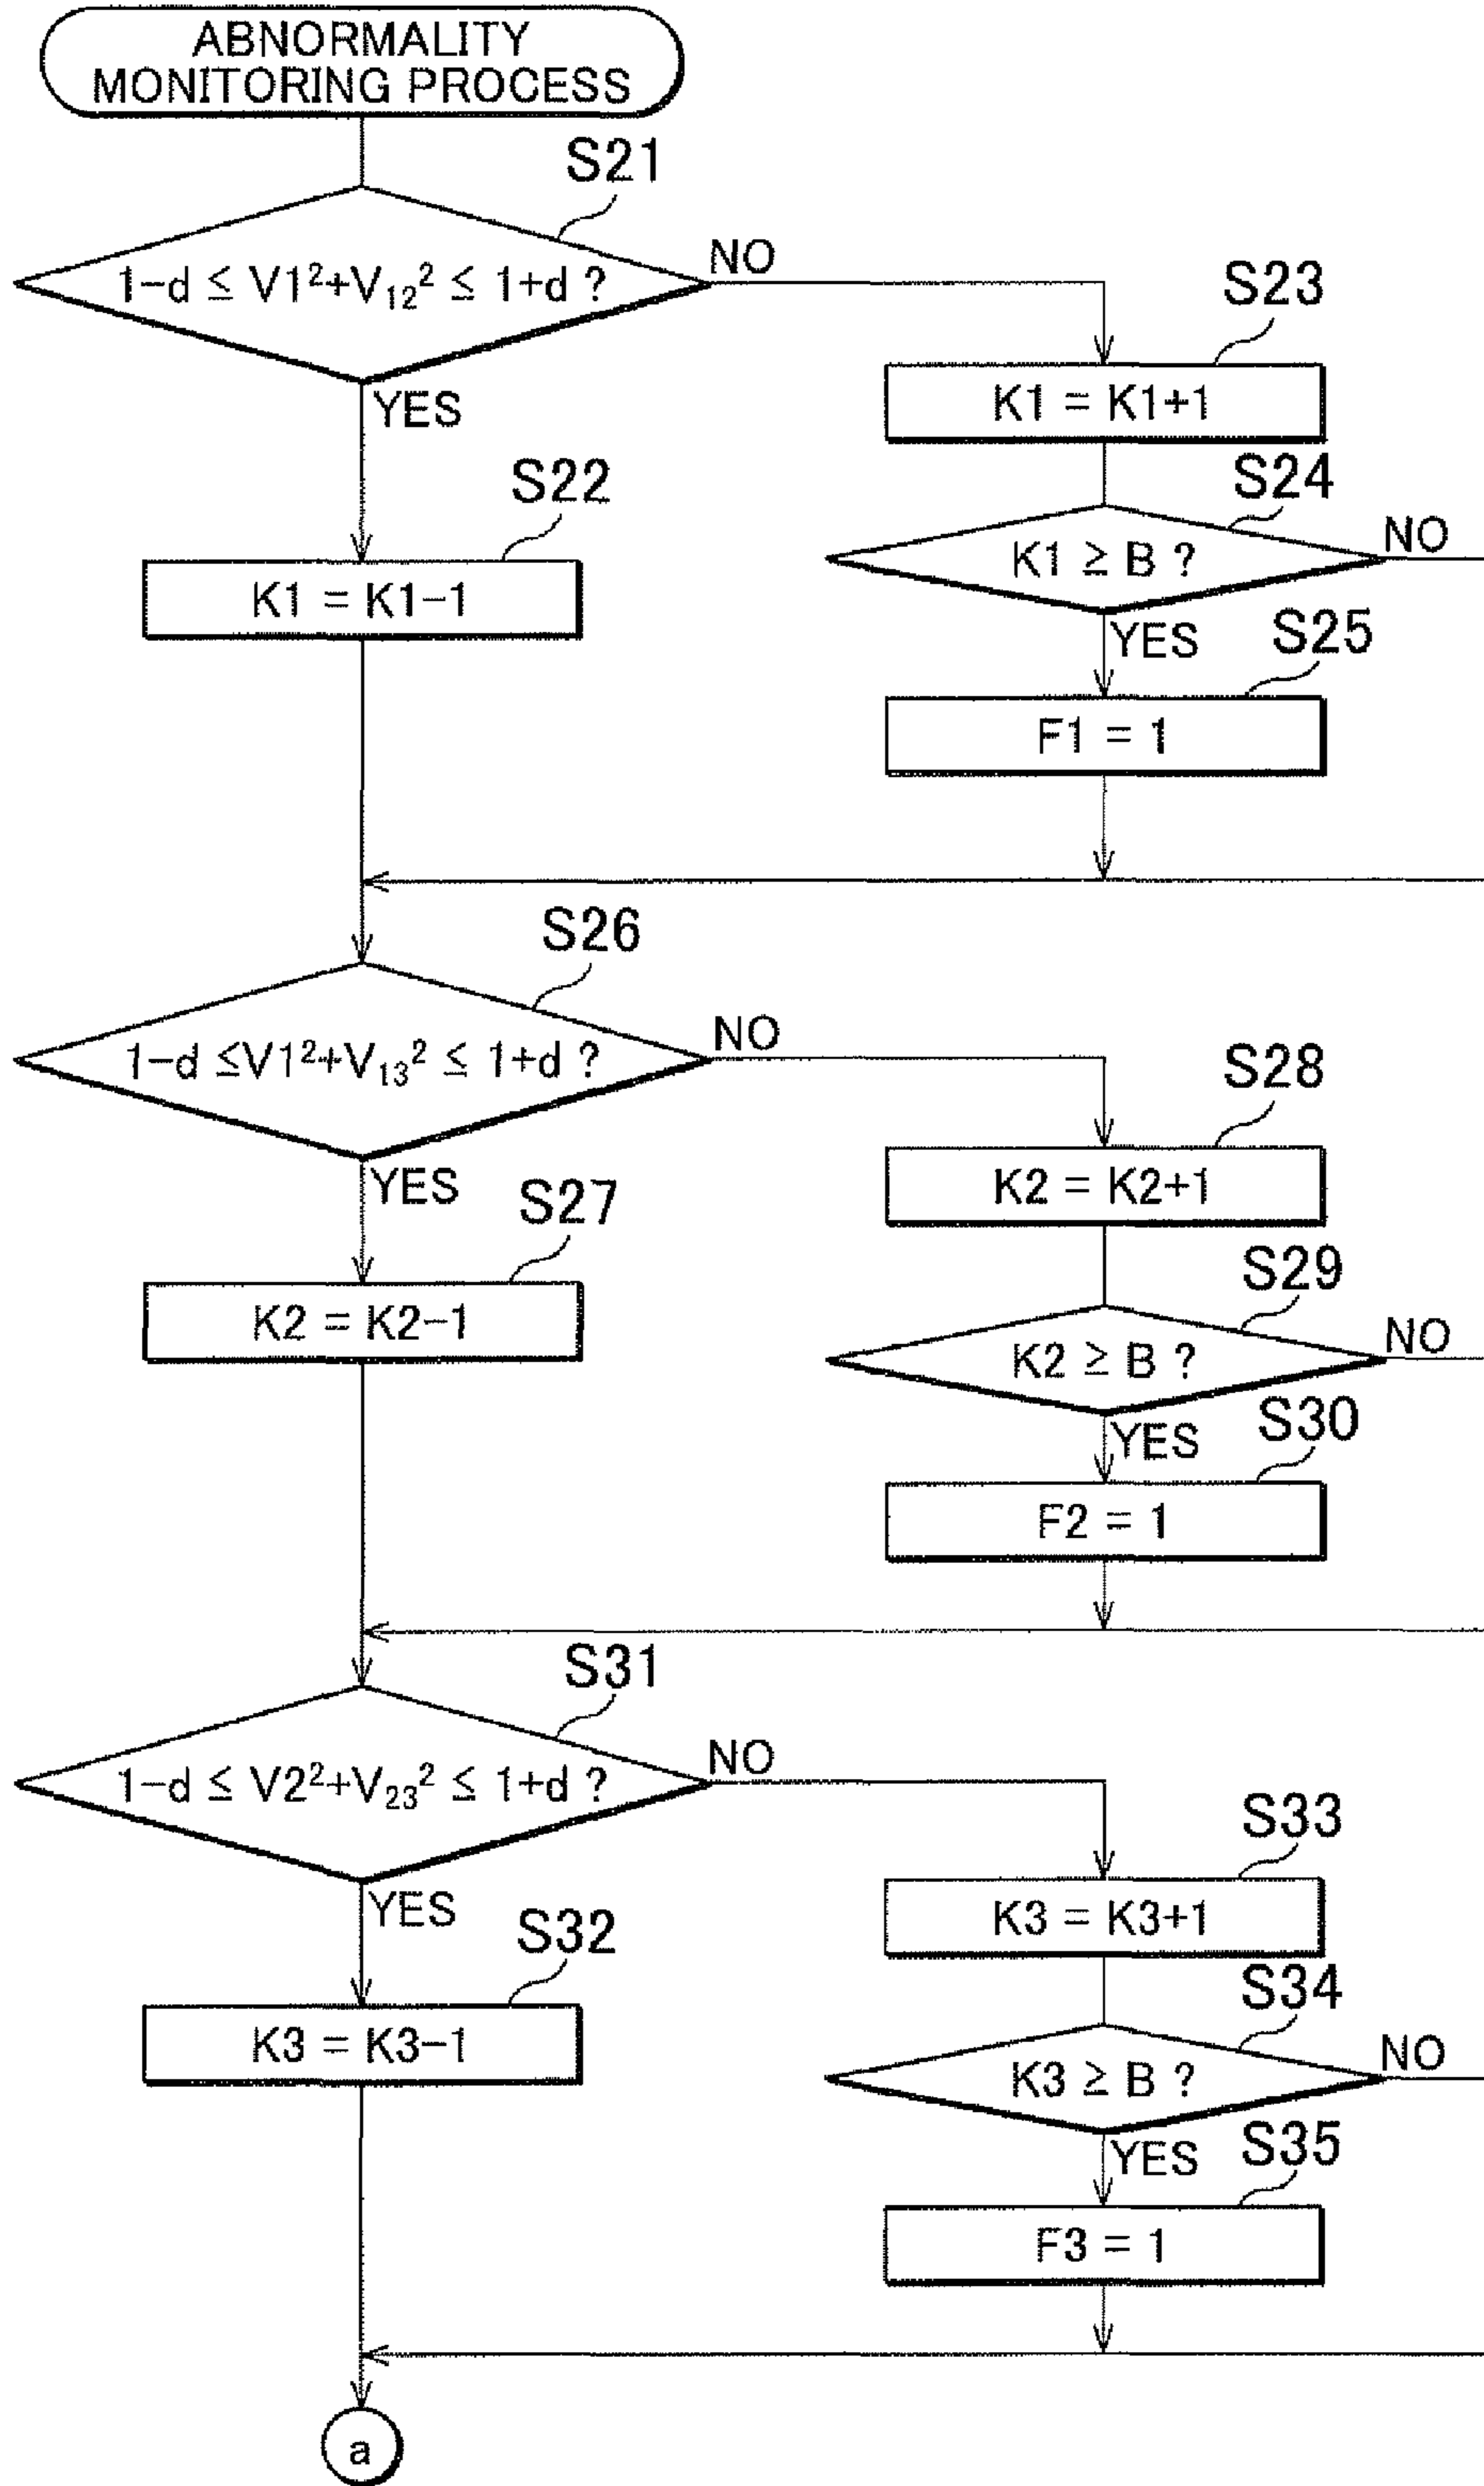 ABNORMALITY
MONITORING PROCESS
S21
1−d ≤ V1²+V₁₂² ≤ 1+d ?
NO
YES
S23
K1 = K1+1
S22
K1 = K1−1
S24
K1 ≥ B ?
NO
YES
S25
F1 = 1
S26
1−d ≤V1²+V₁₃² ≤ 1+d ?
NO
YES
S28
K2 = K2+1
S27
K2 = K2−1
S29
K2 ≥ B ?
NO
YES
S30
F2 = 1
S31
1−d ≤ V2²+V₂₃² ≤ 1+d ?
NO
YES
S33
K3 = K3+1
S32
K3 = K3−1
S34
K3 ≥ B ?
NO
YES
S35
F3 = 1
a